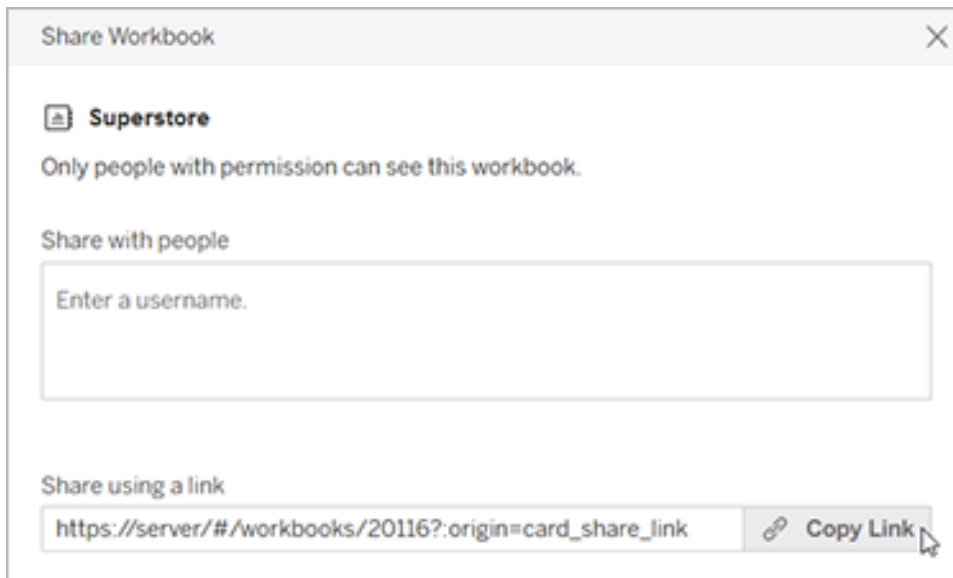 Share Workbook
Superstore
Only people with permission can see this workbook.
Share with people
Enter a username.
Share using a link
https://server/#/workbooks/20116?:origin=card_share_link Copy Link